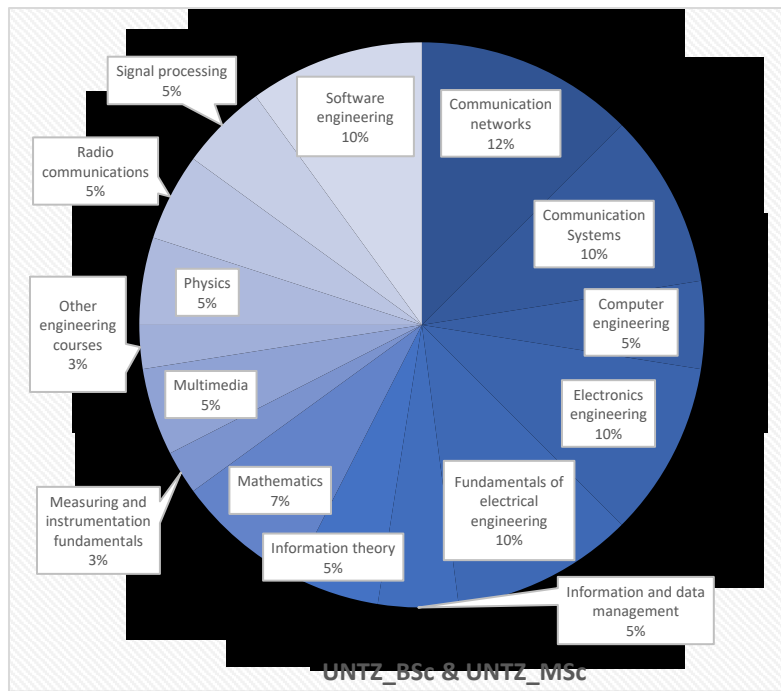 Signal processing
5%
Software
engineering
10%
Communication
networks
12%
Radio
communications
5%
Communication
Systems
10%
Physics
5%
Computer
engineering
5%
Other
engineering
courses
3%
Multimedia
5%
Electronics
engineering
10%
Mathematics
7%
Fundamentals of
electrical
engineering
10%
Measuring and
instrumentation
fundamentals
3%
Information theory
5%
Information and data
management
5%
UNTZ_BSc & UNTZ_MSc